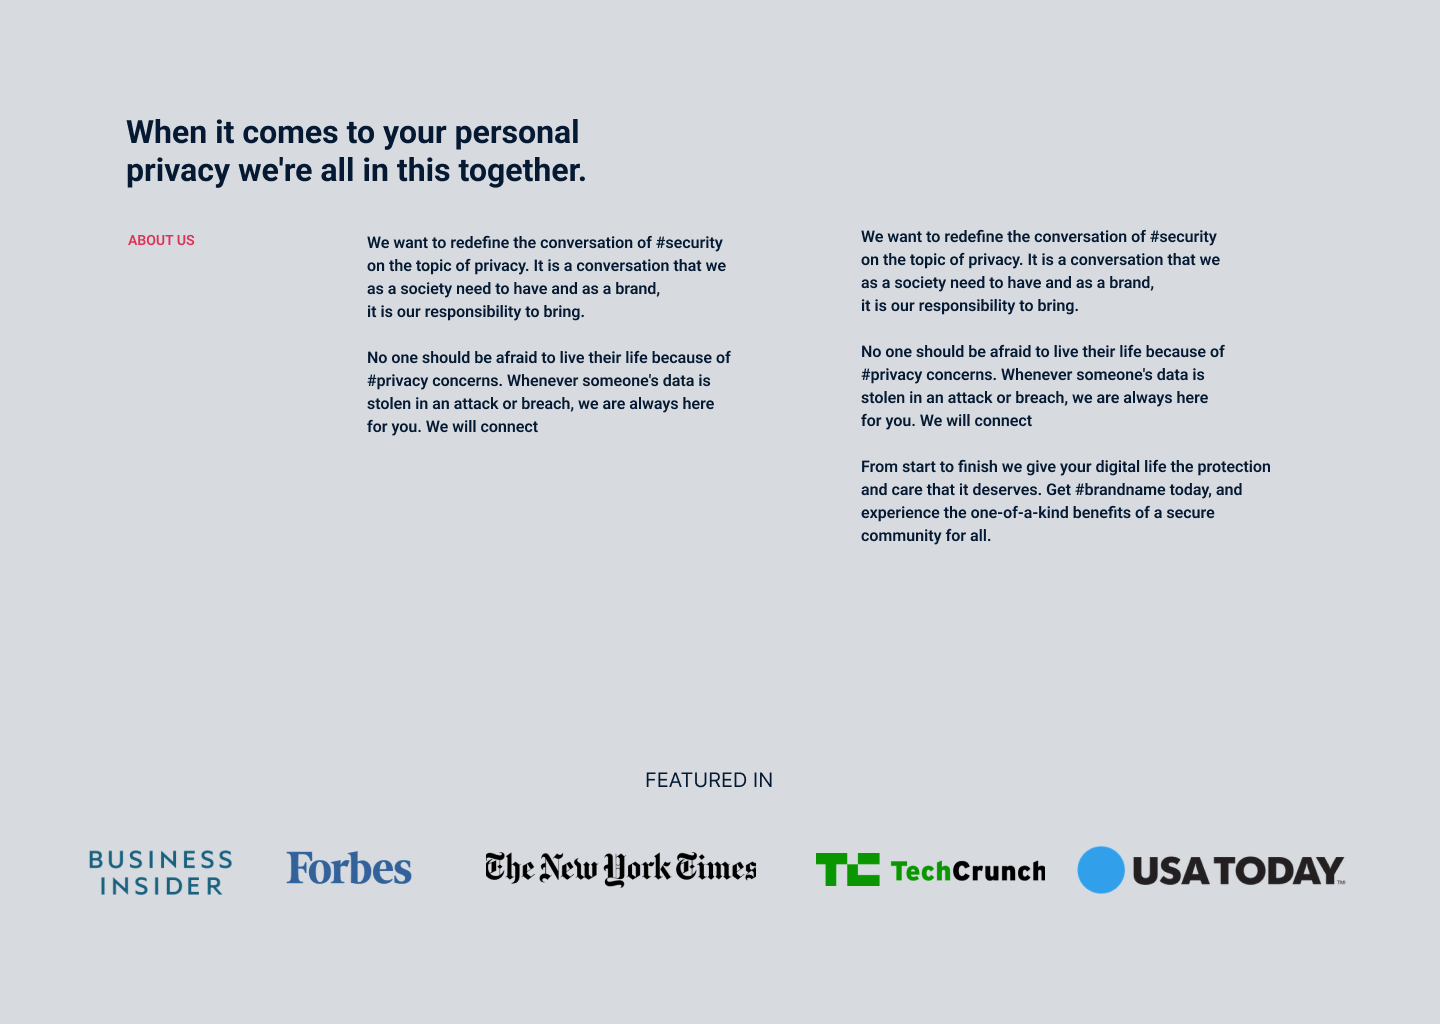 When it comes to your personal
privacy we're all in this together.
ABOUT US
We want to redefine the conversation of #security
on the topic of privacy. It is a conversation that we
as a society need to have and as a brand,
it is our responsibility to bring.
No one should be afraid to live their life because of
#privacy concerns. Whenever someone's data is
stolen in an attack or breach, we are always here
for you. We will connect
We want to redefine the conversation of #security
on the topic of privacy. It is a conversation that we
as a society need to have and as a brand,
it is our responsibility to bring.
No one should be afraid to live their life because of
#privacy concerns. Whenever someone's data is
stolen in an attack or breach, we are always here
for you. We will connect
From start to finish we give your digital life the protection
and care that it deserves. Get #brandname today, and
experience the one-of-a-kind benefits of a secure
community for all.
FEATURED IN
BUSINESS
INSIDER
Forbes
The New York Times
TC TechCrunch
USA TODAY™